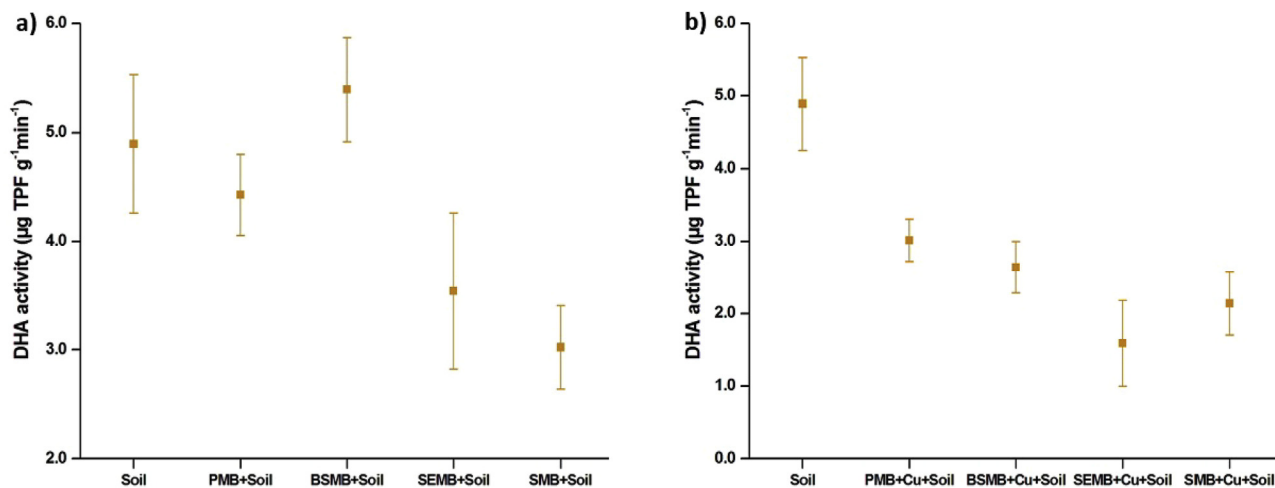 a)
DHA activity (µg TPF g⁻¹min⁻¹)
6.0
5.0
4.0
3.0
2.0
Soil PMB+Soil BSMB+Soil SEMB+Soil SMB+Soil
b)
DHA activity (µg TPF g⁻¹min⁻¹)
6.0
5.0
4.0
3.0
2.0
1.0
0.0
Soil PMB+Cu+Soil BSMB+Cu+Soil SEMB+Cu+Soil SMB+Cu+Soil